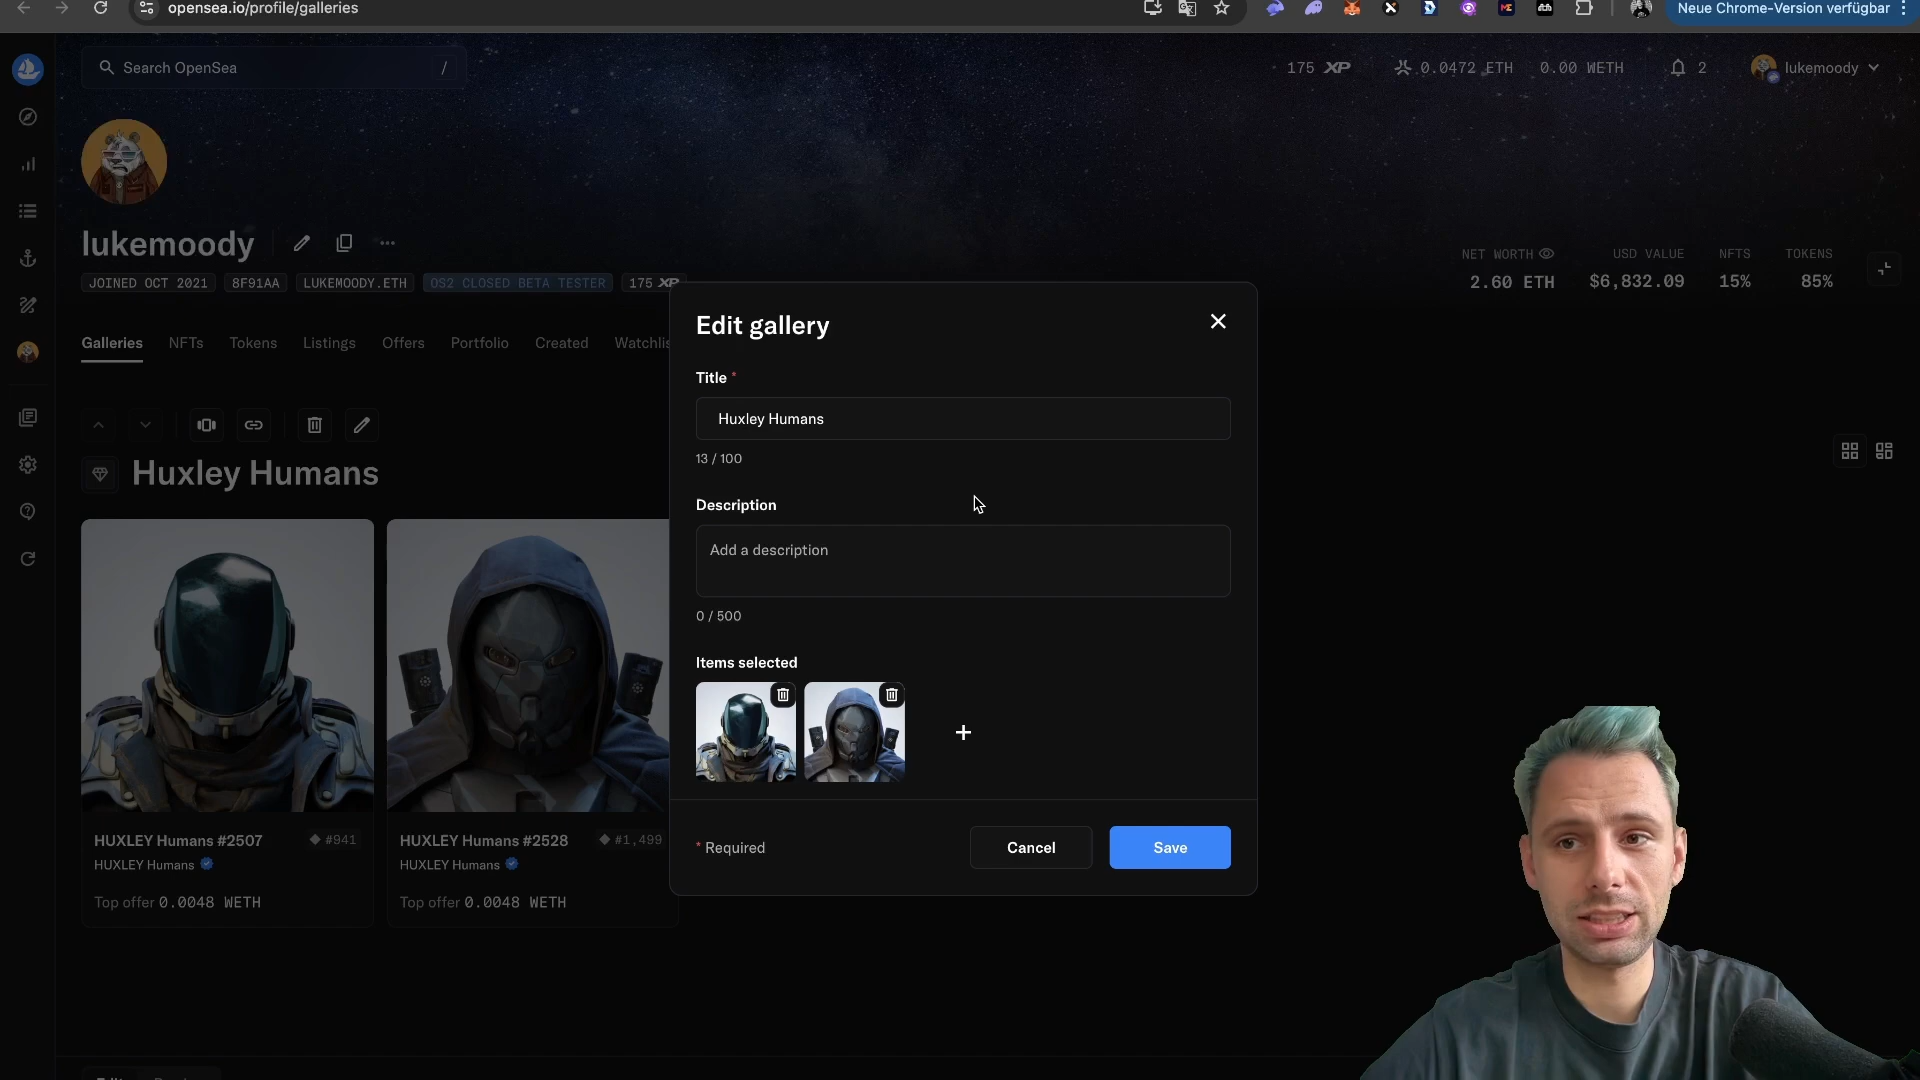 opensea.io/profile/galleries
Neue Chrome-Version verfügbar
Search OpenSea /
175 XP
0.0472 ETH 0.00 WETH
2
lukemoody
lukemoody
JOINED OCT 2021 8F91AA LUKEMOODY.ETH OS2 CLOSED BETA TESTER 175 XP
NET WORTH USD VALUE NFTS TOKENS
2.60 ETH $6,832.09 15% 85%
Galleries NFTs Tokens Listings Offers Portfolio Created Watchlis
Huxley Humans
HUXLEY Humans #2507 #941
HUXLEY Humans
Top offer 0.0048 WETH
HUXLEY Humans #2528 #1,499
HUXLEY Humans
Top offer 0.0048 WETH
Edit gallery
Title *
Huxley Humans
13 / 100
Description
Add a description
0 / 500
Items selected
* Required
Cancel
Save